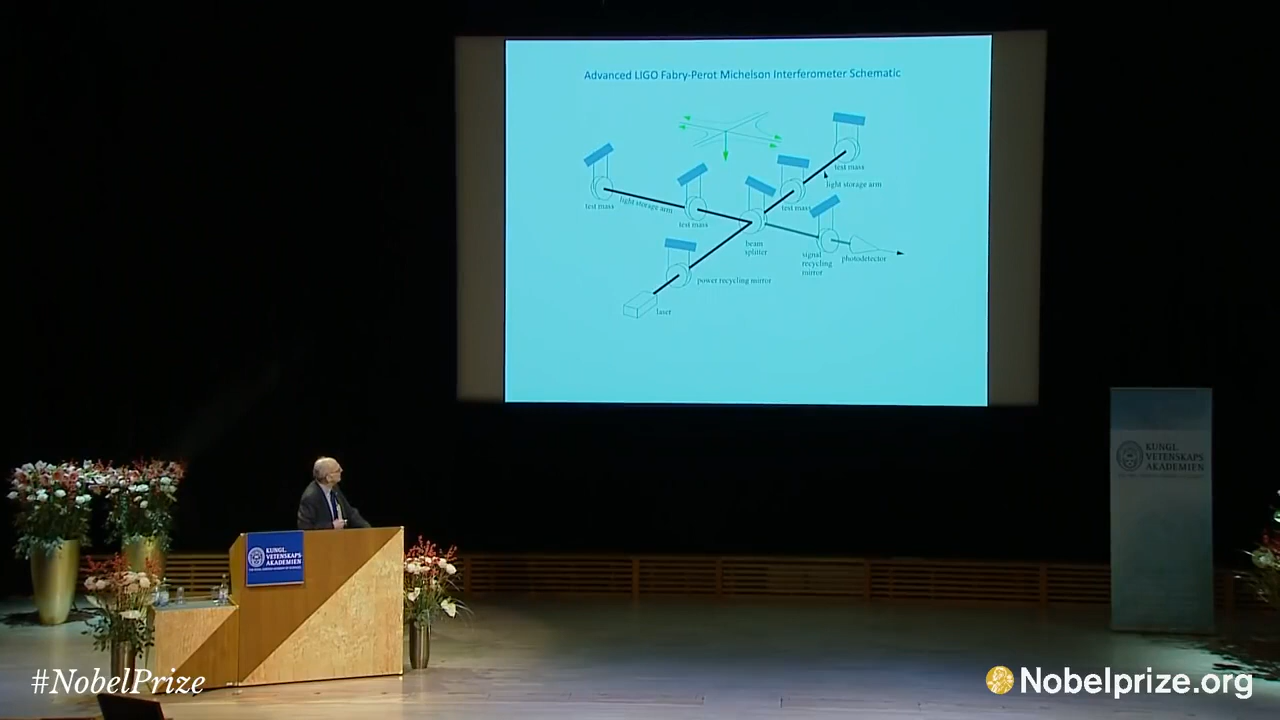 Advanced LIGO Fabry-Perot Michelson Interferometer Schematic
test mass
light storage arm
test mass
light storage arm
test mass
test mass
beam
splitter
signal
recycling
mirror
photodetector
power recycling mirror
laser
KUNGL.
VETENSKAPS-
AKADEMIEN
KUNGL.
VETENSKAPS
AKADEMIEN
#NobelPrize
Nobelprize.org